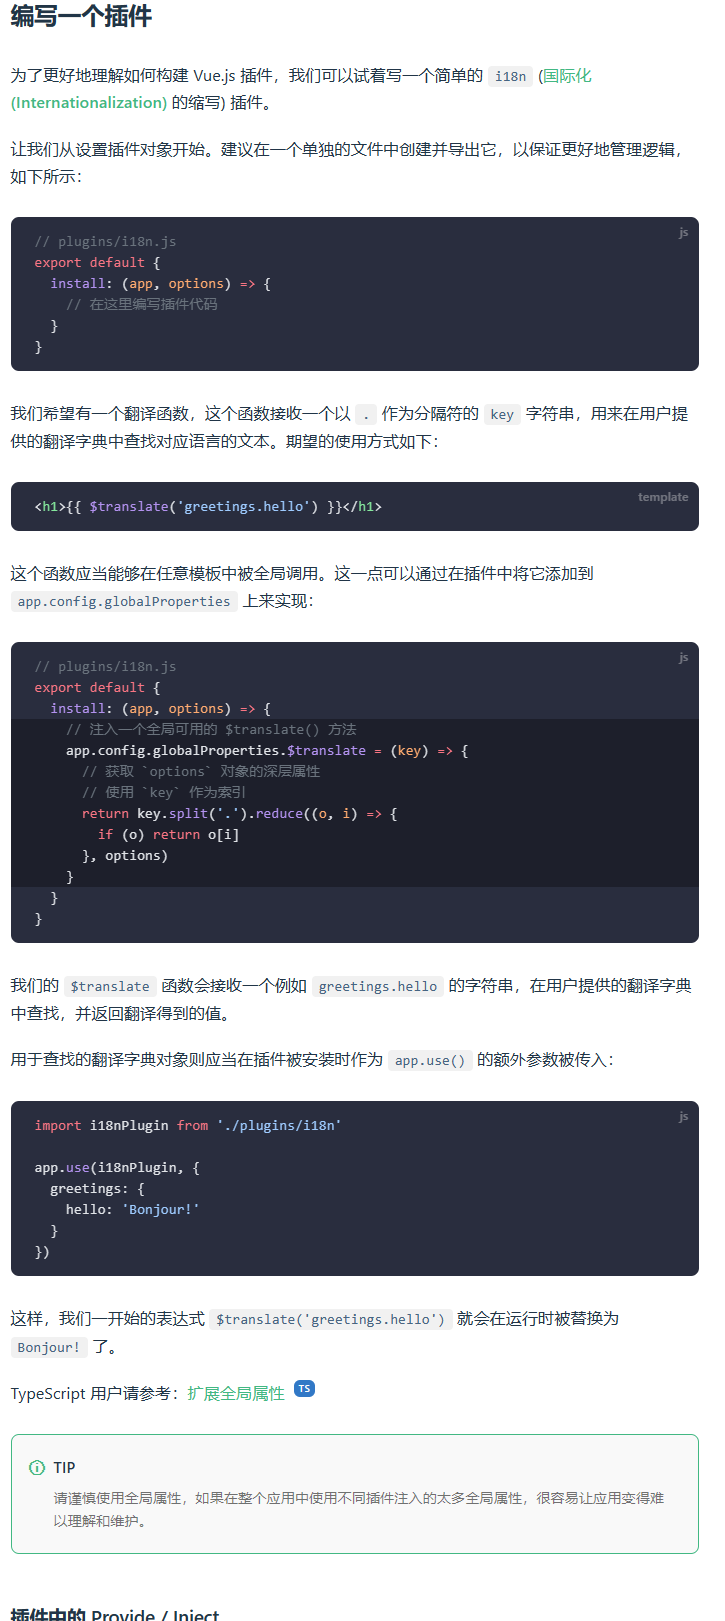 编写一个插件
为了更好地理解如何构建 Vue.js 插件，我们可以试着写一个简单的 i18n (国际化
(Internationalization) 的缩写) 插件。
让我们从设置插件对象开始。建议在一个单独的文件中创建并导出它，以保证更好地管理逻辑，
如下所示：
js
// plugins/i18n.js
export default {
  install: (app, options) => {
    // 在这里编写插件代码
  }
}
我们希望有一个翻译函数，这个函数接收一个以 . 作为分隔符的 key 字符串，用来在用户提
供的翻译字典中查找对应语言的文本。期望的使用方式如下：
template
<h1>{{ $translate('greetings.hello') }}</h1>
这个函数应当能够在任意模板中被全局调用。这一点可以通过在插件中将它添加到
app.config.globalProperties 上来实现：
js
// plugins/i18n.js
export default {
  install: (app, options) => {
    // 注入一个全局可用的 $translate() 方法
    app.config.globalProperties.$translate = (key) => {
      // 获取 `options` 对象的深层属性
      // 使用 `key` 作为索引
      return key.split('.').reduce((o, i) => {
        if (o) return o[i]
      }, options)
    }
  }
}
我们的 $translate 函数会接收一个例如 greetings.hello 的字符串，在用户提供的翻译字典
中查找，并返回翻译得到的值。
用于查找的翻译字典对象则应当在插件被安装时作为 app.use() 的额外参数被传入：
js
import i18nPlugin from './plugins/i18n'
app.use(i18nPlugin, {
  greetings: {
    hello: 'Bonjour!'
  }
})
这样，我们一开始的表达式 $translate('greetings.hello') 就会在运行时被替换为
Bonjour! 了。
TypeScript 用户请参考：扩展全局属性 TS
TIP
请谨慎使用全局属性，如果在整个应用中使用不同插件注入的太多全局属性，很容易让应用变得难
以理解和维护。
插件中的 Provide / Inject